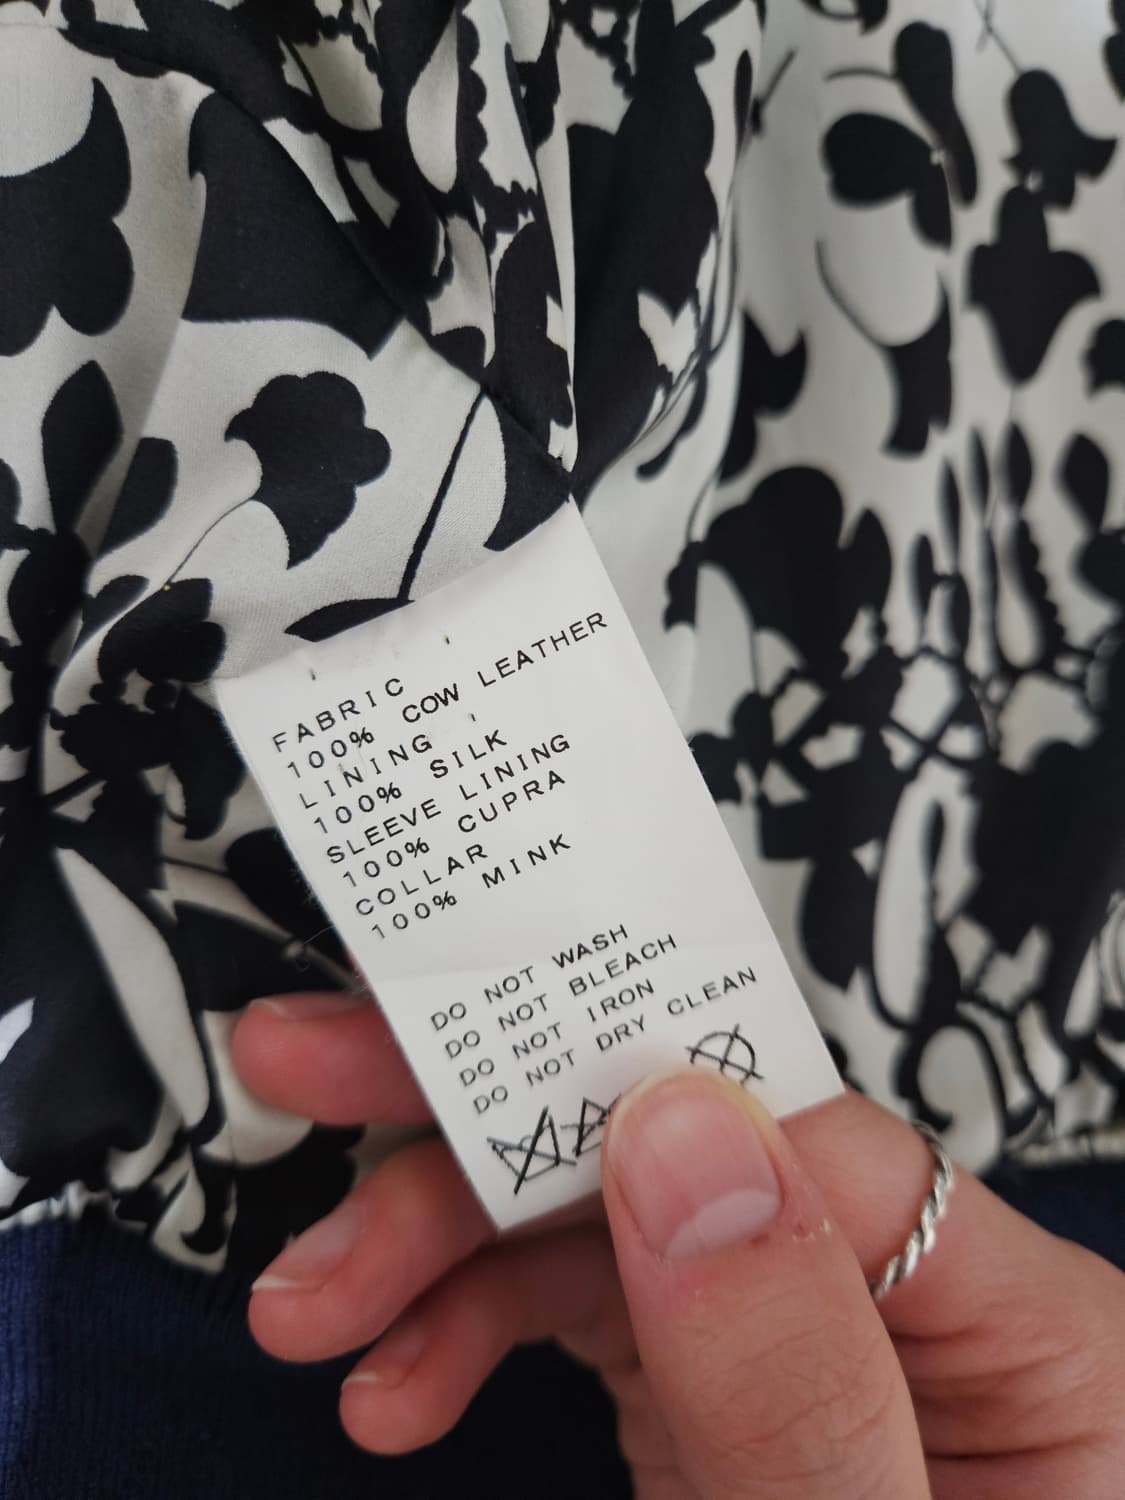 FABRIC
100% COW LEATHER
LINING
100% SILK
SLEEVE LINING
100% CUPRA
COLLAR
100% MINK
DO NOT WASH
DO NOT BLEACH
DO NOT IRON
DO NOT DRY CLEAN